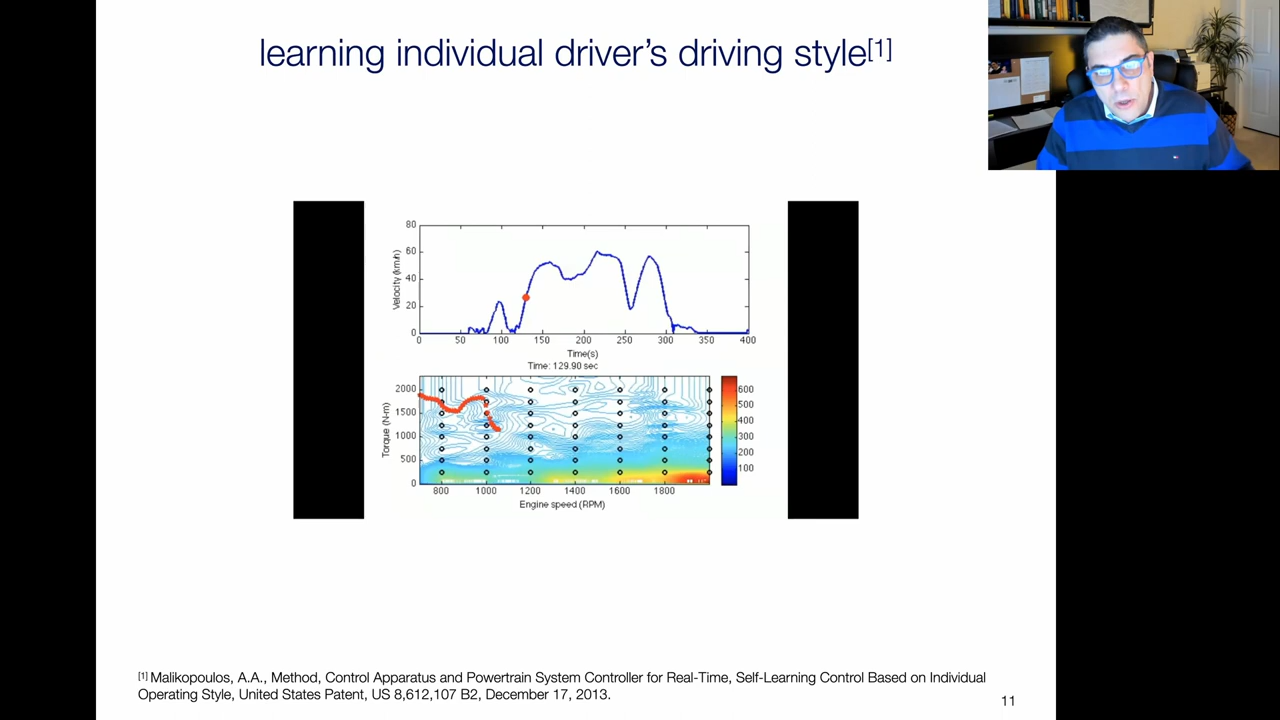 learning individual driver's driving style[1]
80
60
40
20
0
Velocity (km/h)
0 50 100 150 200 250 300 350 400
Time(s)
Time: 129.90 sec
2000
1500
1000
500
0
Torque (N-m)
800 1000 1200 1400 1600 1800
Engine speed (RPM)
600
500
400
300
200
100
[1] Malikopoulos, A.A., Method, Control Apparatus and Powertrain System Controller for Real-Time, Self-Learning Control Based on Individual
Operating Style, United States Patent, US 8,612,107 B2, December 17, 2013.
11